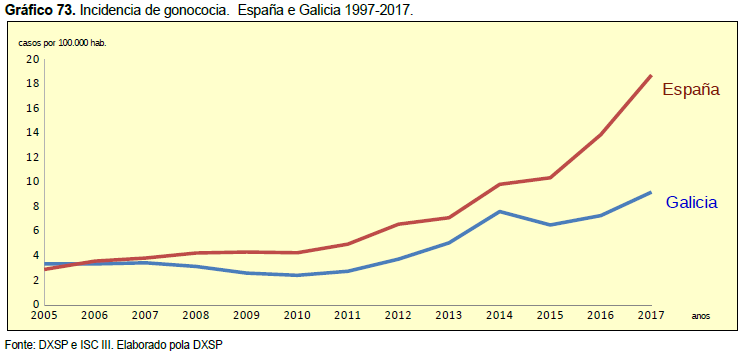 Gráfico 73. Incidencia de gonococia. España e Galicia 1997-2017.
casos por 100.000 hab.
20
18
16
14
12
10
8
6
4
2
0
España
Galicia
2005 2006 2007 2008 2009 2010 2011 2012 2013 2014 2015 2016 2017 anos
Fonte: DXSP e ISC III. Elaborado pola DXSP